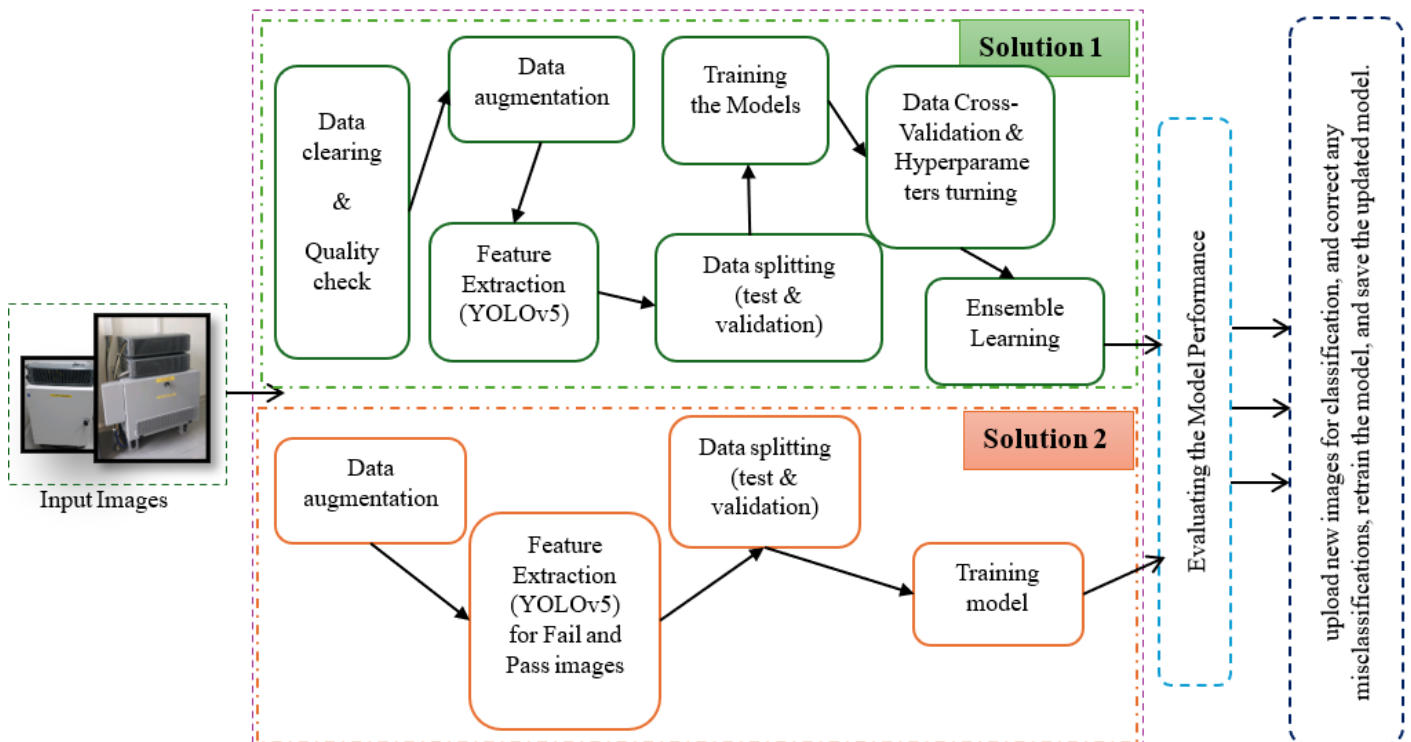 Solution 1
Data
clearing
&
Quality
check
Data
augmentation
Feature
Extraction
(YOLOv5)
Data splitting
(test &
validation)
Training
the Models
Data Cross-
Validation &
Hyperparame
ters turning
Ensemble
Learning
Input Images
Solution 2
Data
augmentation
Feature
Extraction
(YOLOv5)
for Fail and
Pass images
Data splitting
(test &
validation)
Training
model
Evaluating the Model Performance
upload new images for classification, and correct any
misclassifications, retrain the model, and save the updated model.